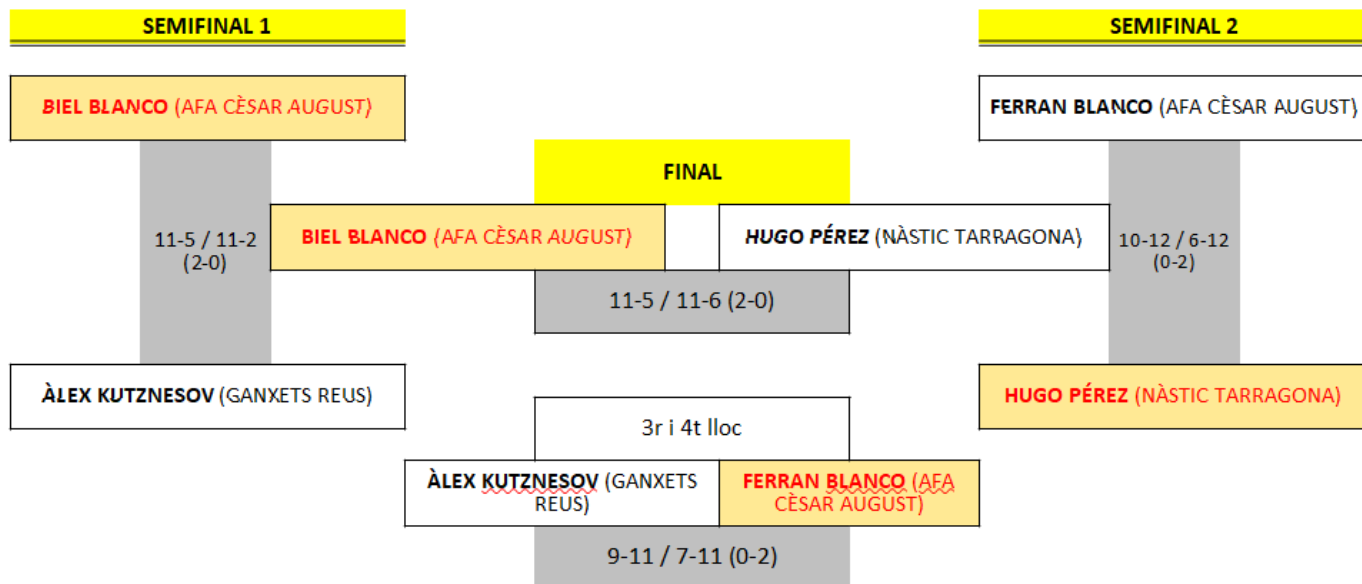 SEMIFINAL 1
SEMIFINAL 2
BIEL BLANCO (AFA CÈSAR AUGUST)
FERRAN BLANCO (AFA CÈSAR AUGUST)
FINAL
11-5 / 11-2
(2-0)
BIEL BLANCO (AFA CÈSAR AUGUST)
HUGO PÉREZ (NÀSTIC TARRAGONA)
10-12 / 6-12
(0-2)
11-5 / 11-6 (2-0)
ÀLEX KUTZNESOV (GANXETS REUS)
HUGO PÉREZ (NÀSTIC TARRAGONA)
3r i 4t lloc
ÀLEX KUTZNESOV (GANXETS
REUS)
FERRAN BLANCO (AFA
CÈSAR AUGUST)
9-11 / 7-11 (0-2)